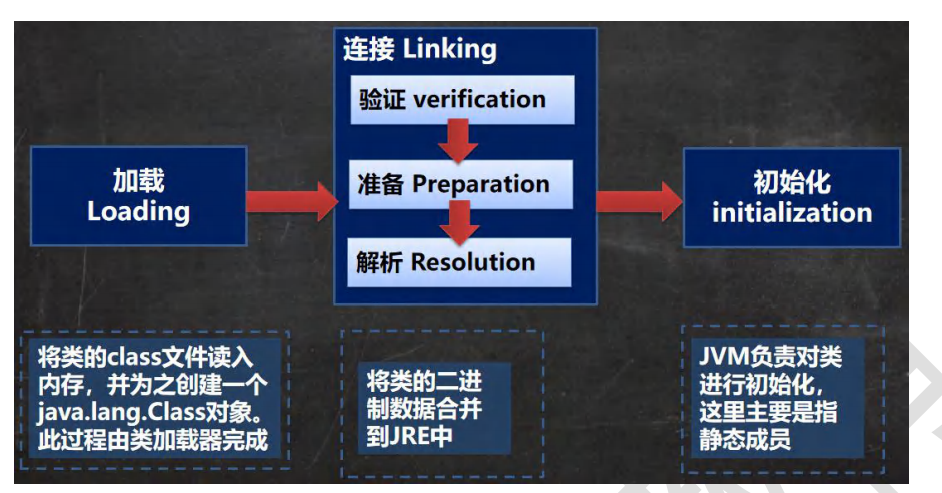 连接 Linking
验证 verification
准备 Preparation
解析 Resolution
加载
Loading
初始化
initialization
将类的class文件读入
内存，并为之创建一个
java.lang.Class对象。
此过程由类加载器完成
将类的二进
制数据合并
到JRE中
JVM负责对类
进行初始化，
这里主要是指
静态成员